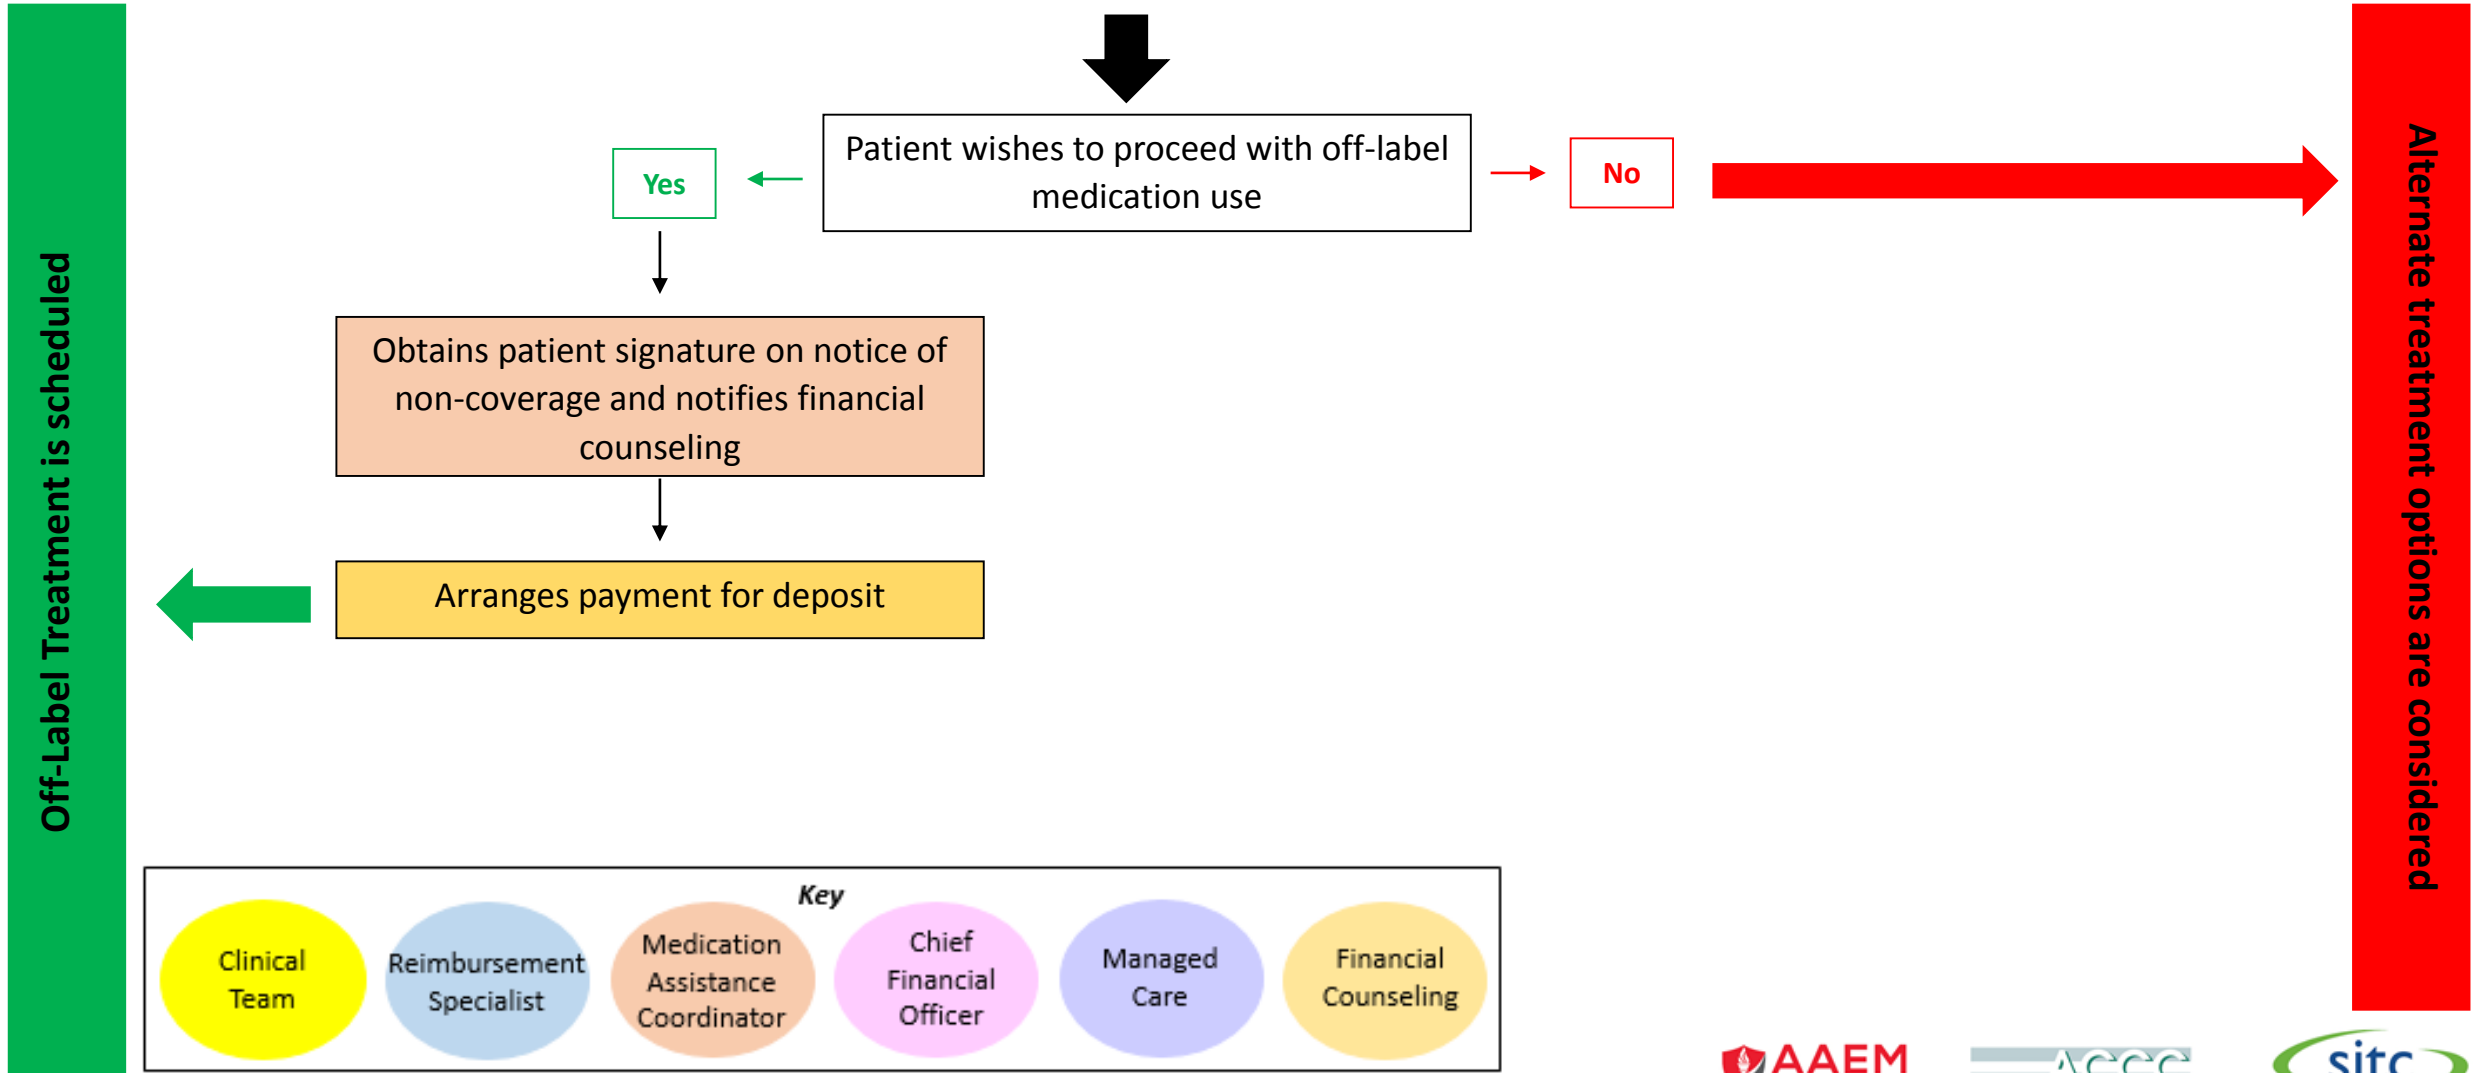 Off-Label Treatment is scheduled
Patient wishes to proceed with off-label
medication use
Yes
No
Obtains patient signature on notice of
non-coverage and notifies financial
counseling
Arranges payment for deposit
Alternate treatment options are considered
Key
Clinical
Team
Reimbursement
Specialist
Medication
Assistance
Coordinator
Chief
Financial
Officer
Managed
Care
Financial
Counseling
AAEM
ACCC
sitc